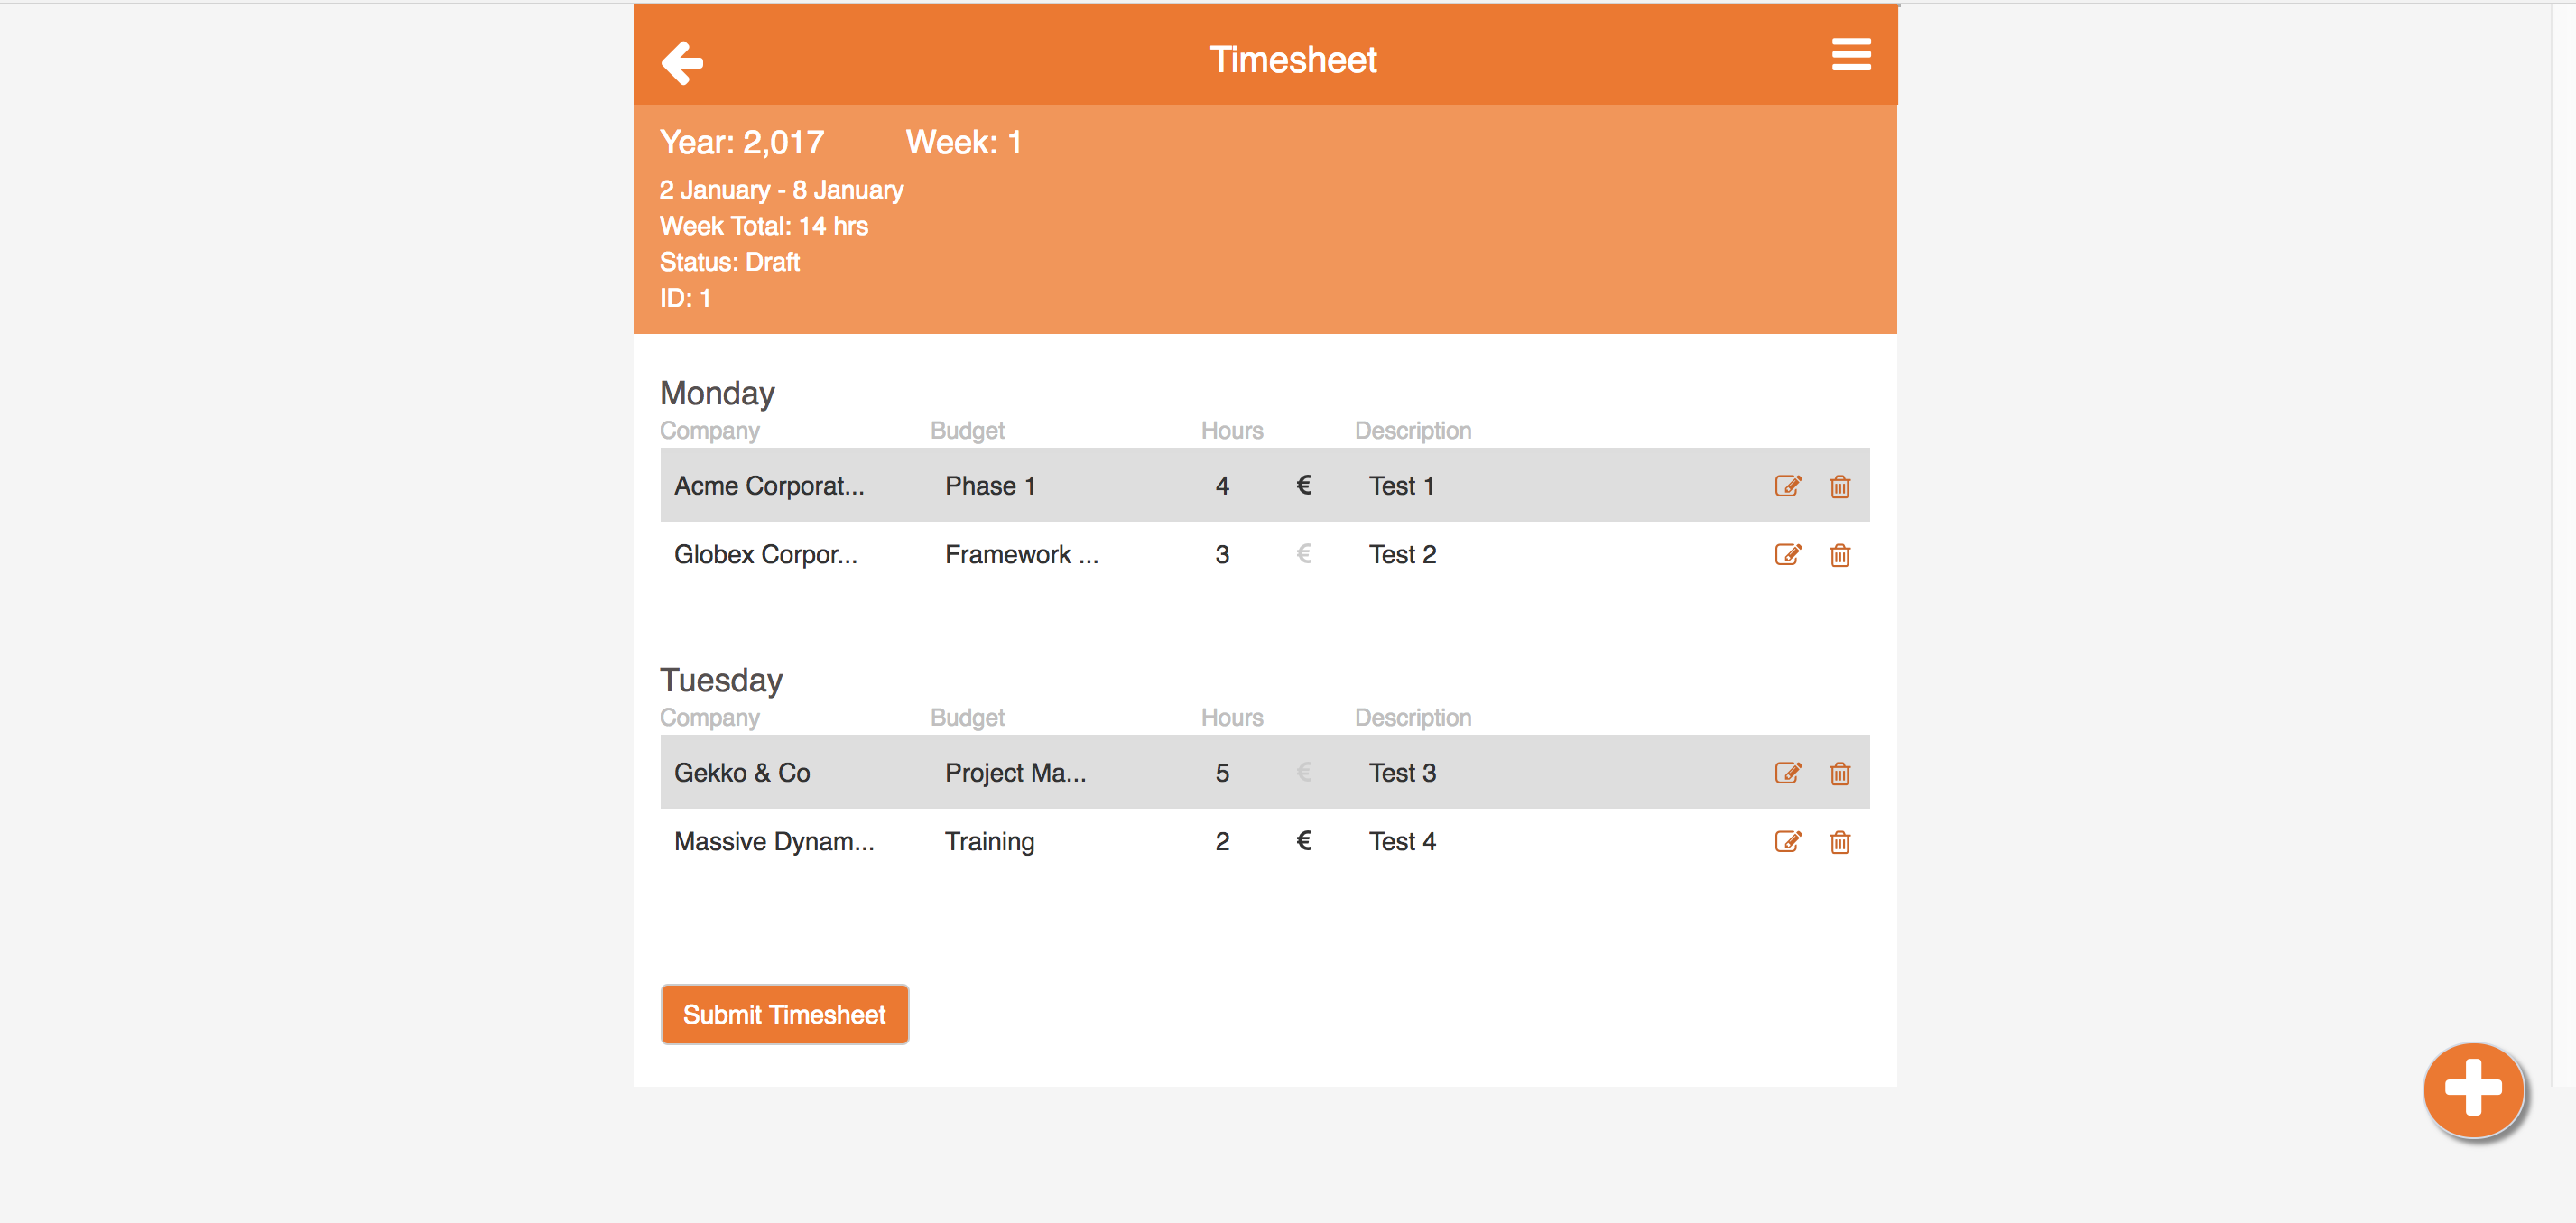 Timesheet
Year: 2,017 Week: 1
2 January - 8 January
Week Total: 14 hrs
Status: Draft
ID: 1
Monday
Company Budget Hours Description
Acme Corporat... Phase 1 4 € Test 1
Globex Corpor... Framework ... 3 € Test 2
Tuesday
Company Budget Hours Description
Gekko & Co Project Ma... 5 € Test 3
Massive Dynam... Training 2 € Test 4
Submit Timesheet